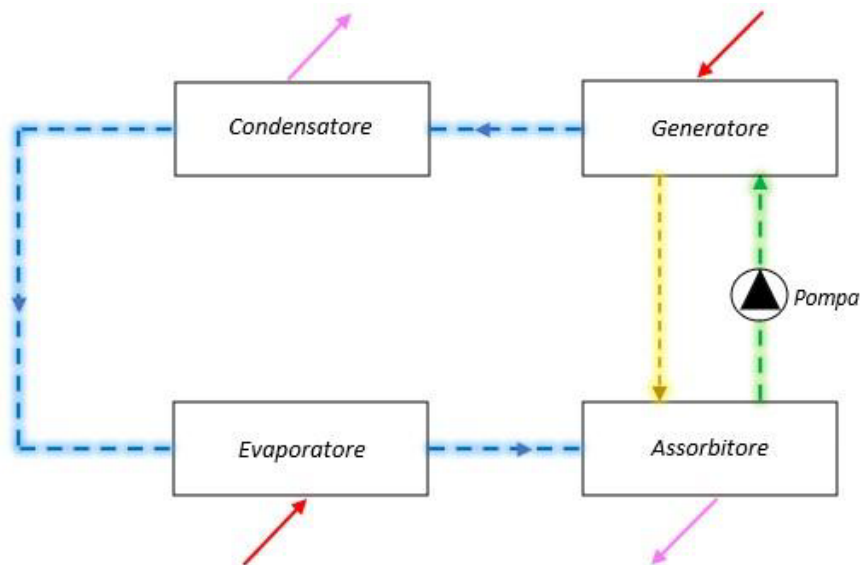 Condensatore
Generatore
Pompa
Evaporatore
Assorbitore